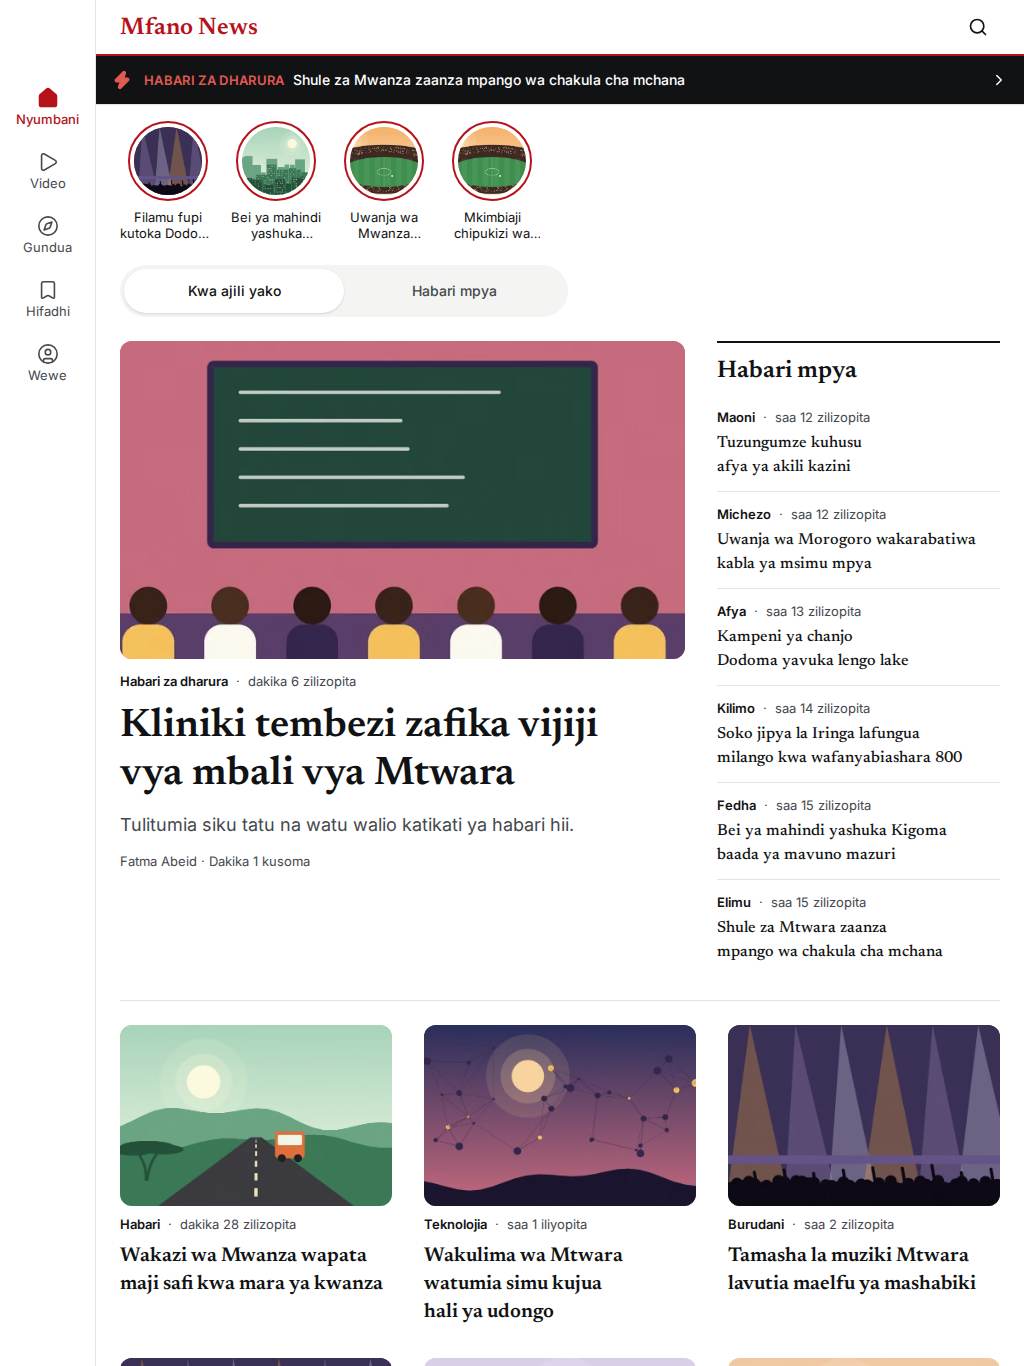 Mfano News
HABARI ZA DHARURA Shule za Mwanza zaanza mpango wa chakula cha mchana
Nyumbani
Video
Gundua
Hifadhi
Wewe
Filamu fupi
kutoka Dodo...
Bei ya mahindi
yashuka...
Uwanja wa
Mwanza...
Mkimbiaji
chipukizi wa...
Kwa ajili yako
Habari mpya
Habari za dharura · dakika 6 zilizopita
Kliniki tembezi zafika vijiji
vya mbali vya Mtwara
Tulitumia siku tatu na watu walio katikati ya habari hii.
Fatma Abeid · Dakika 1 kusoma
Habari mpya
Maoni · saa 12 zilizopita
Tuzungumze kuhusu
afya ya akili kazini
Michezo · saa 12 zilizopita
Uwanja wa Morogoro wakarabatiwa
kabla ya msimu mpya
Afya · saa 13 zilizopita
Kampeni ya chanjo
Dodoma yavuka lengo lake
Kilimo · saa 14 zilizopita
Soko jipya la Iringa lafungua
milango kwa wafanyabiashara 800
Fedha · saa 15 zilizopita
Bei ya mahindi yashuka Kigoma
baada ya mavuno mazuri
Elimu · saa 15 zilizopita
Shule za Mtwara zaanza
mpango wa chakula cha mchana
Habari · dakika 28 zilizopita
Wakazi wa Mwanza wapata
maji safi kwa mara ya kwanza
Teknolojia · saa 1 iliyopita
Wakulima wa Mtwara
watumia simu kujua
hali ya udongo
Burudani · saa 2 zilizopita
Tamasha la muziki Mtwara
lavutia maelfu ya mashabiki